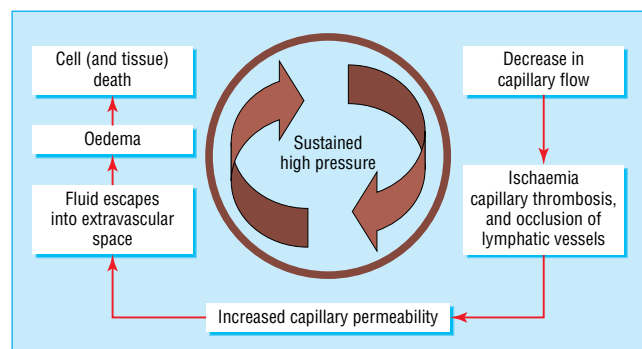 Cell (and tissue)
death
Oedema
Fluid escapes
into extravascular
space
Sustained
high pressure
Decrease in
capillary flow
Ischaemia
capillary thrombosis,
and occlusion of
lymphatic vessels
Increased capillary permeability